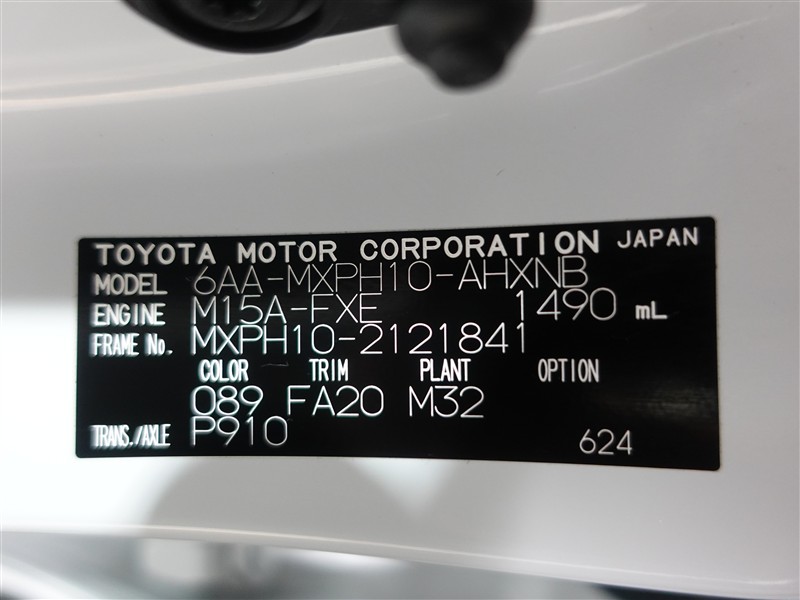 TOYOTA MOTOR CORPORATION JAPAN
MODEL 6AA-MXPH10-AHXNB
ENGINE M15A-FXE 1490 mL
FRAME No. MXPH10-2121841
COLOR TRIM PLANT OPTION
089 FA20 M32
TRANS./AXLE P910 624